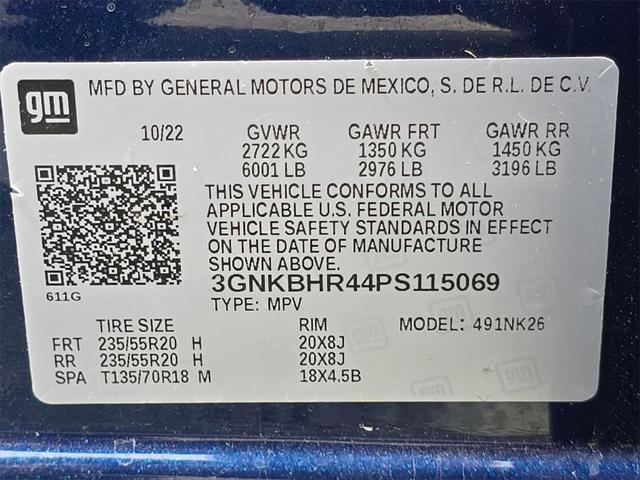 gm
MFD BY GENERAL MOTORS DE MEXICO, S. DE R.L. DE C.V.
10/22 GVWR GAWR FRT GAWR RR
2722 KG 1350 KG 1450 KG
6001 LB 2976 LB 3196 LB
THIS VEHICLE CONFORMS TO ALL
APPLICABLE U.S. FEDERAL MOTOR
VEHICLE SAFETY STANDARDS IN EFFECT
ON THE DATE OF MANUFACTURE
SHOWN ABOVE.
611G
3GNKBHR44PS115069
TYPE: MPV
TIRE SIZE RIM MODEL: 491NK26
FRT 235/55R20 H 20X8J
RR 235/55R20 H 20X8J
SPA T135/70R18 M 18X4.5B